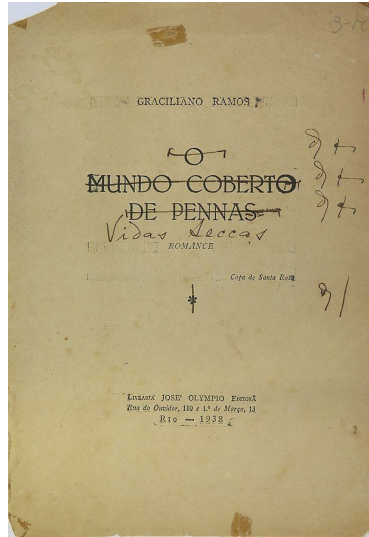 GRACILIANO RAMOS
O
MUNDO COBERTO
DE PENNAS
Vidas Seccas
ROMANCE
Capa de Santa Rosa
*
LIVRARIA JOSE' OLYMPIO EDITORA
Rua do Ouvidor, 110 e 1.º de Março, 13
RIO — 1938